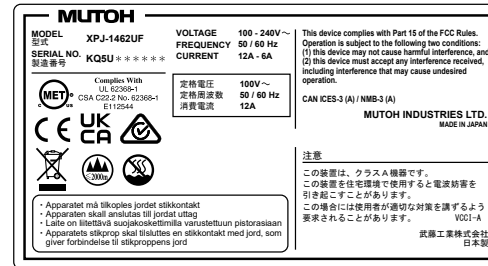 MUTOH
MODEL
型式
XPJ-1462UF
SERIAL NO.
製造番号
KQ5U＊＊＊＊＊＊
VOLTAGE 100 - 240V～
FREQUENCY 50 / 60 Hz
CURRENT 12A - 6A
定格電圧 100V～
定格周波数 50 / 60 Hz
消費電流 12A
MET
C US
Complies With
UL 62368-1
CSA C22.2 No. 62368-1
E112544
CE
UK
CA
≦2000m
・Apparatet må tilkoples jordet stikkontakt
・Apparaten skall anslutas till jordat uttag
・Laite on liitettävä suojakoskettimilla varustettuun pistorasiaan
・Apparatets stikprop skal tilsluttes en stikkontakt med jord, som
giver forbindelse til stikproppens jord
This device complies with Part 15 of the FCC Rules.
Operation is subject to the following two conditions:
(1) this device may not cause harmful interference, and
(2) this device must accept any interference received,
including interference that may cause undesired
operation.
CAN ICES-3 (A) / NMB-3 (A)
MUTOH INDUSTRIES LTD.
MADE IN JAPAN
注意
この装置は、クラスＡ機器です。
この装置を住宅環境で使用すると電波妨害を
引き起こすことがあります。
この場合には使用者が適切な対策を講ずるよう
要求されることがあります。 VCCI-A
武藤工業株式会社
日本製